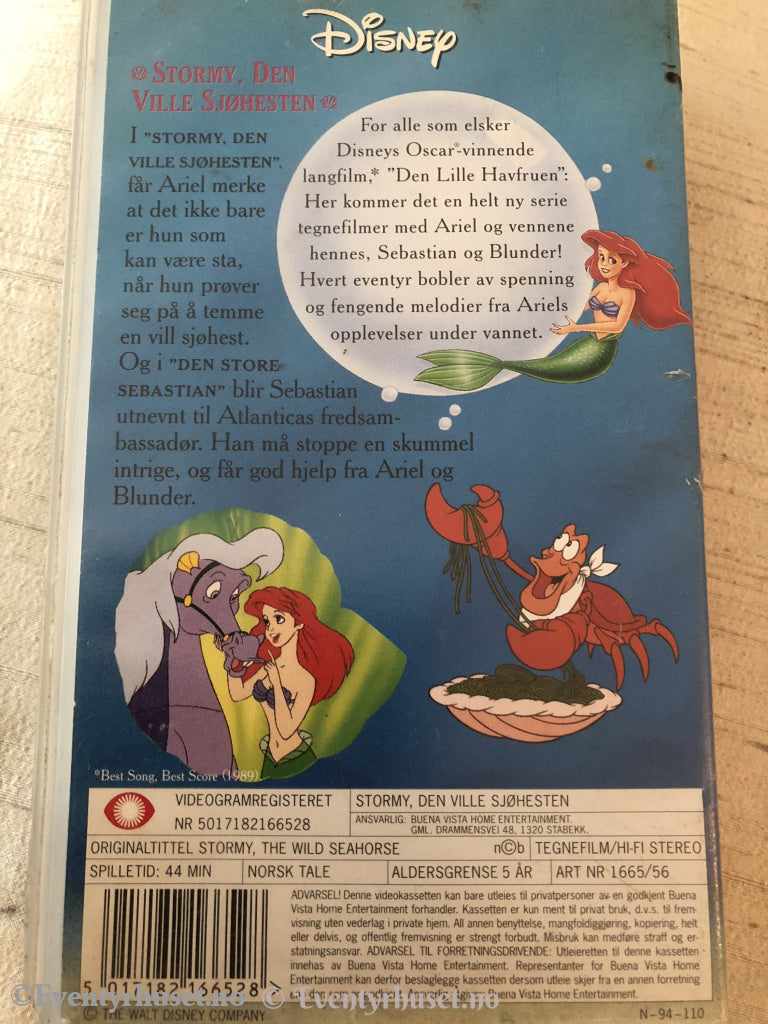 Disney
STORMY, DEN
VILLE SJØHESTEN
I "STORMY, DEN
VILLE SJØHESTEN",
får Ariel merke
at det ikke bare
er hun som
kan være sta,
når hun prøver
seg på å temme
en vill sjøhest.
Og i "DEN STORE
SEBASTIAN" blir Sebastian
utnevnt til Atlanticas fredsam-
bassadør. Han må stoppe en skummel
intrige, og får god hjelp fra Ariel og
Blunder.
For alle som elsker
Disneys Oscar®-vinnende
langfilm,* "Den Lille Havfruen":
Her kommer det en helt ny serie
tegnefilmer med Ariel og vennene
hennes, Sebastian og Blunder!
Hvert eventyr bobler av spenning
og fengende melodier fra Ariels
opplevelser under vannet.
*Best Song, Best Score (1989).
VIDEOGRAMREGISTERET
NR 5017182166528
STORMY, DEN VILLE SJØHESTEN
ANSVARLIG: BUENA VISTA HOME ENTERTAINMENT.
GML. DRAMMENSVEI 48, 1320 STABEKK.
ORIGINALTITTEL STORMY, THE WILD SEAHORSE
n©b
TEGNEFILM/HI-FI STEREO
SPILLETID: 44 MIN
NORSK TALE
ALDERSGRENSE 5 ÅR
ART NR 1665/56
ADVARSEL! Denne videokassetten kan bare utleies til privatpersoner av en godkjent Buena
Vista Home Entertainment forhandler. Kassetten er kun ment til privat bruk, d.v.s. til frem-
visning uten vederlag i private hjem. All annen benyttelse, mangfoldiggjøring, kopiering, helt
eller delvis, og offentlig fremvisning er strengt forbudt. Misbruk kan medføre straff og er-
statningsansvar. ADVARSEL TIL FORRETNINGSDRIVENDE: Utleieretten til denne kassetten
innehas av Buena Vista Home Entertainment. Representanter for Buena Vista Home
Entertainment kan derfor beslaglegge kassetten dersom utleie skjer fra en annen forretning
enn den som er Ansvarlig Buena Vista Home Entertainment.
5 017182 166528 >
© Eventyrhuset.no © Eventyrhuset.no
© THE WALT DISNEY COMPANY
N-94-110